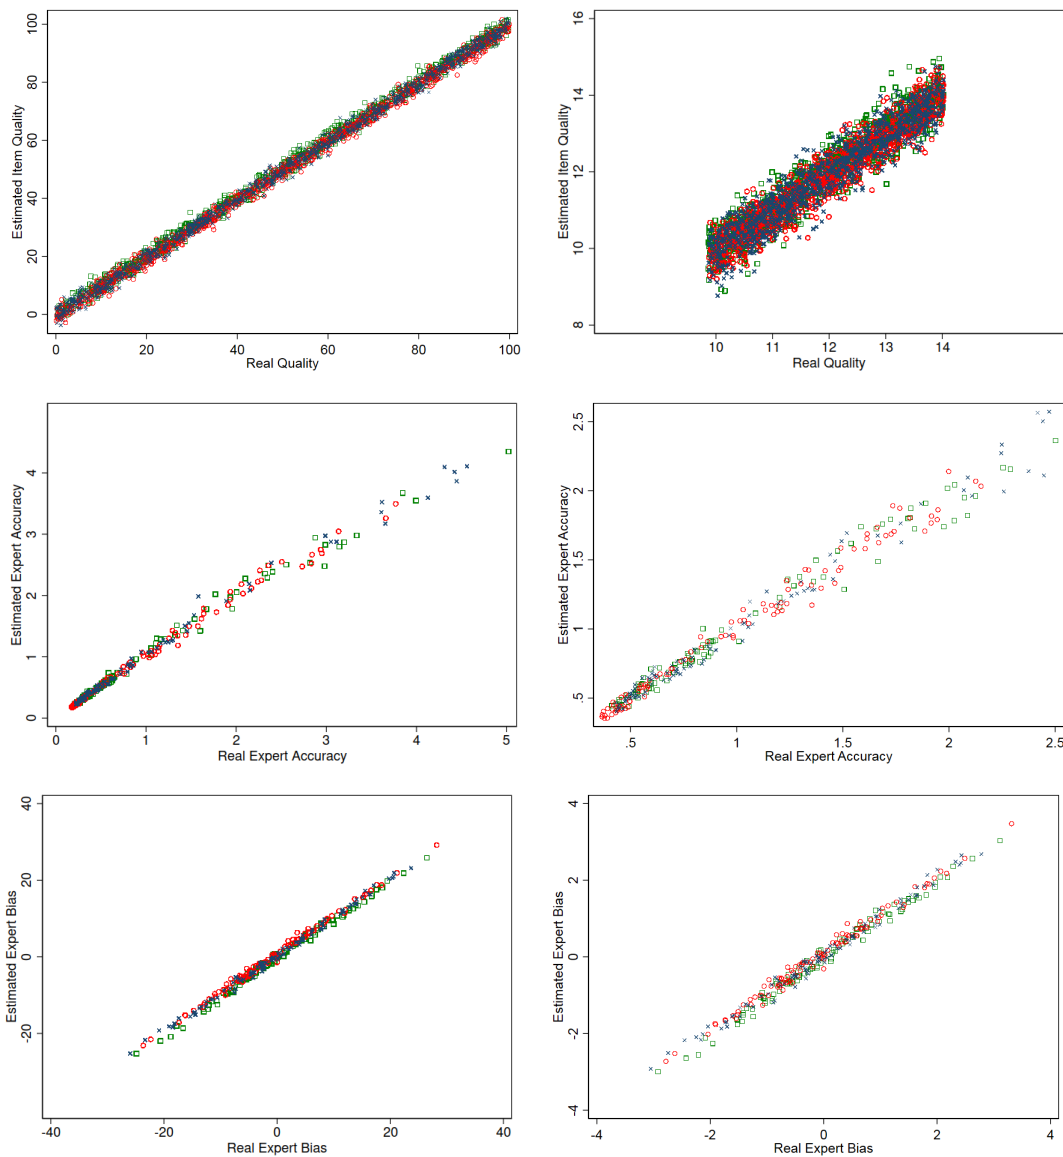 Estimated Item Quality
100
80
60
40
20
0
0 20 40 60 80 100
Real Quality
Estimated Item Quality
16
14
12
10
8
10 11 12 13 14
Real Quality
Estimated Expert Accuracy
4
3
2
1
0
0 1 2 3 4 5
Real Expert Accuracy
Estimated Expert Accuracy
2.5
2
1.5
1
.5
.5 1 1.5 2 2.5
Real Expert Accuracy
Estimated Expert Bias
40
20
0
-20
-40 -20 0 20 40
Real Expert Bias
Estimated Expert Bias
4
2
0
-2
-4
-4 -2 0 2 4
Real Expert Bias